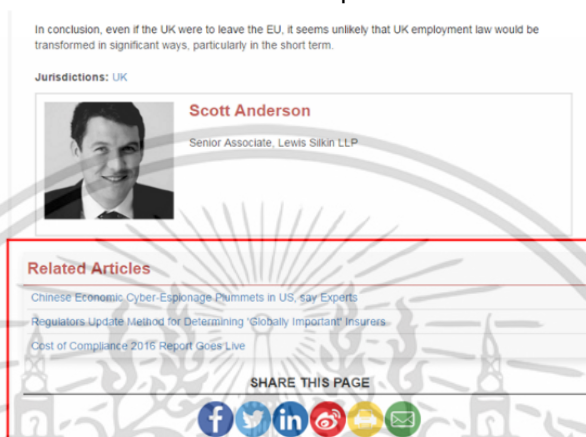 In conclusion, even if the UK were to leave the EU, it seems unlikely that UK employment law would be
transformed in significant ways, particularly in the short term.
Jurisdictions: UK
Scott Anderson
Senior Associate, Lewis Silkin LLP
Related Articles
Chinese Economic Cyber-Espionage Plummets in US, say Experts
Regulators Update Method for Determining 'Globally Important' Insurers
Cost of Compliance 2016 Report Goes Live
SHARE THIS PAGE